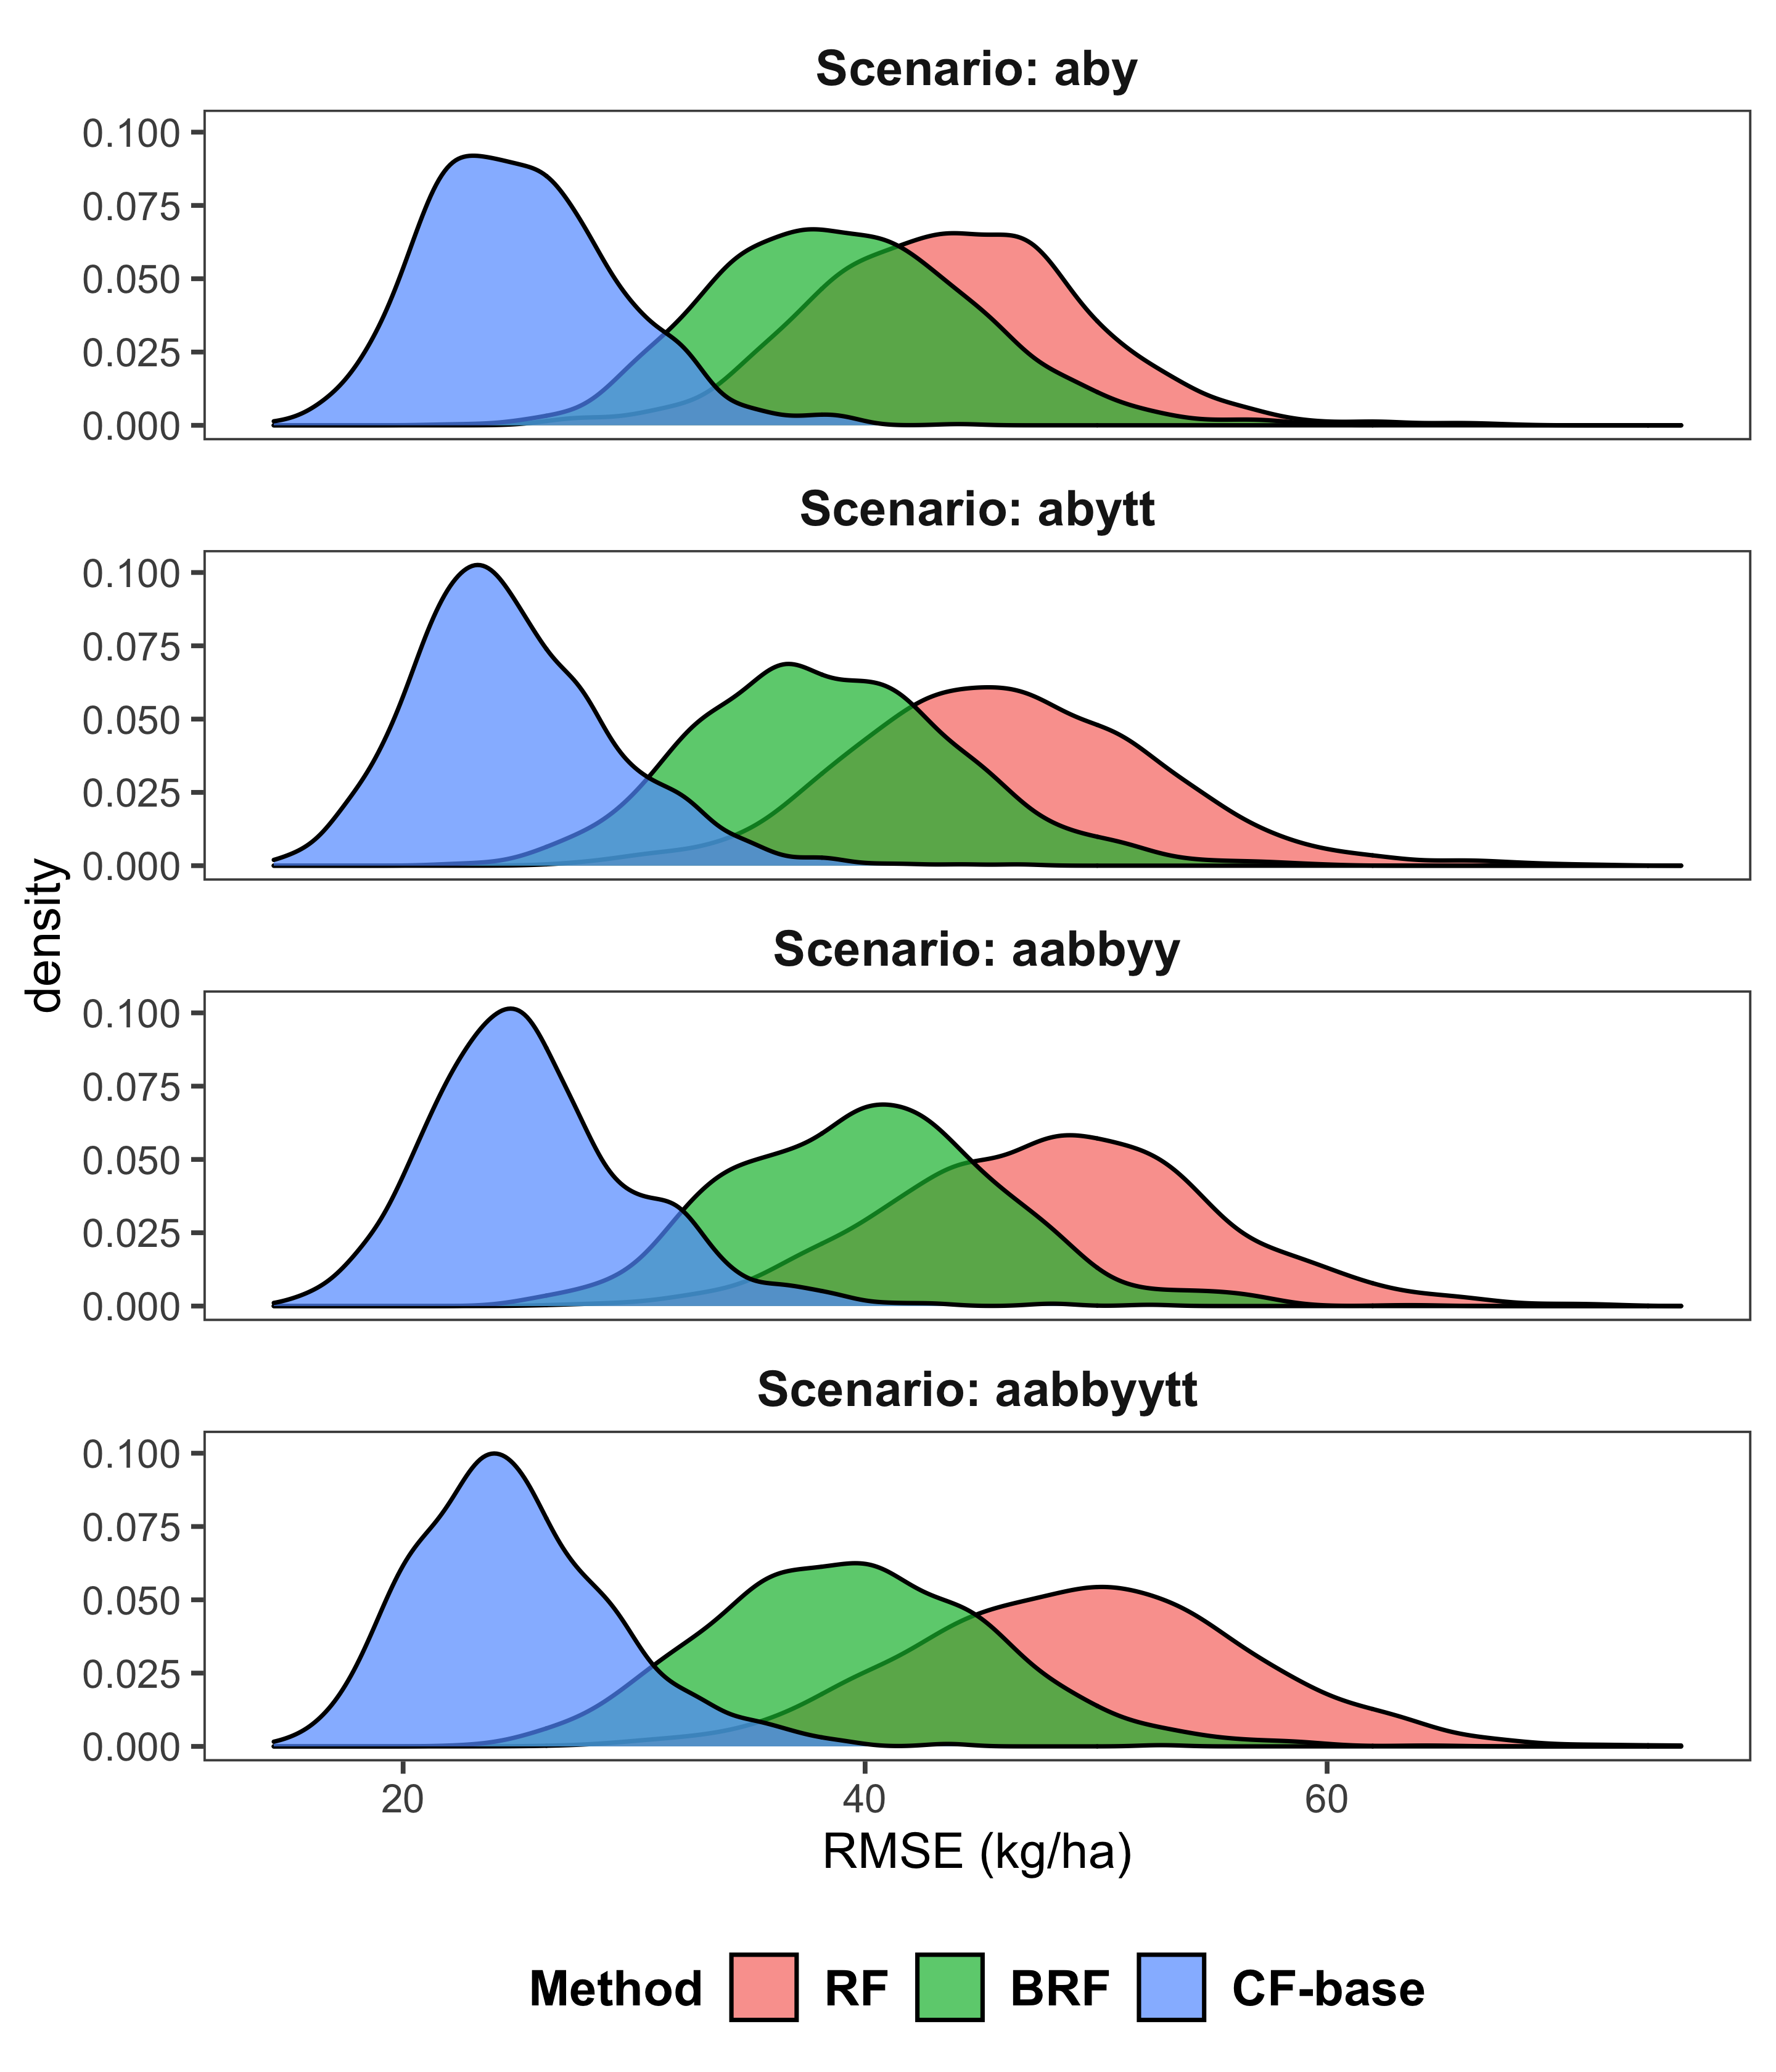 Scenario: aby
0.100
0.075
0.050
0.025
0.000
Scenario: abytt
0.100
0.075
0.050
0.025
0.000
density
Scenario: aabbyy
0.100
0.075
0.050
0.025
0.000
Scenario: aabbyytt
0.100
0.075
0.050
0.025
0.000
20 40 60
RMSE (kg/ha)
Method RF BRF CF-base